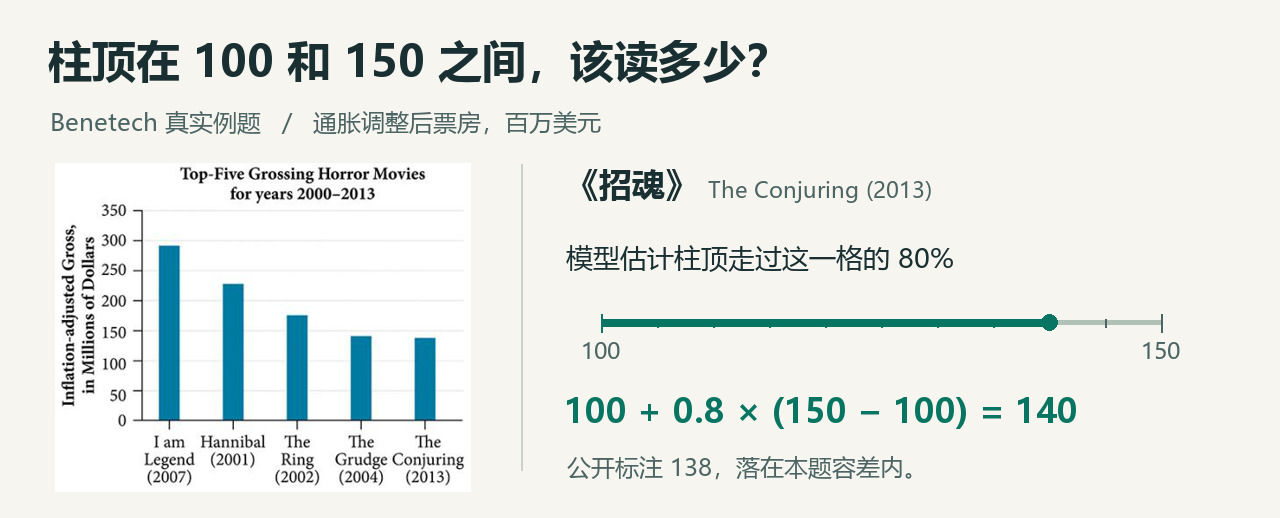 柱顶在 100 和 150 之间，该读多少？
Benetech 真实例题 / 通胀调整后票房，百万美元
Top-Five Grossing Horror Movies
for years 2000–2013
Inflation-adjusted Gross,
in Millions of Dollars
350
300
250
200
150
100
50
0
I am
Legend
(2007)
Hannibal
(2001)
The
Ring
(2002)
The
Grudge
(2004)
The
Conjuring
(2013)
《招魂》 The Conjuring (2013)
模型估计柱顶走过这一格的 80%
100 150
100 + 0.8 × (150 − 100) = 140
公开标注 138，落在本题容差内。